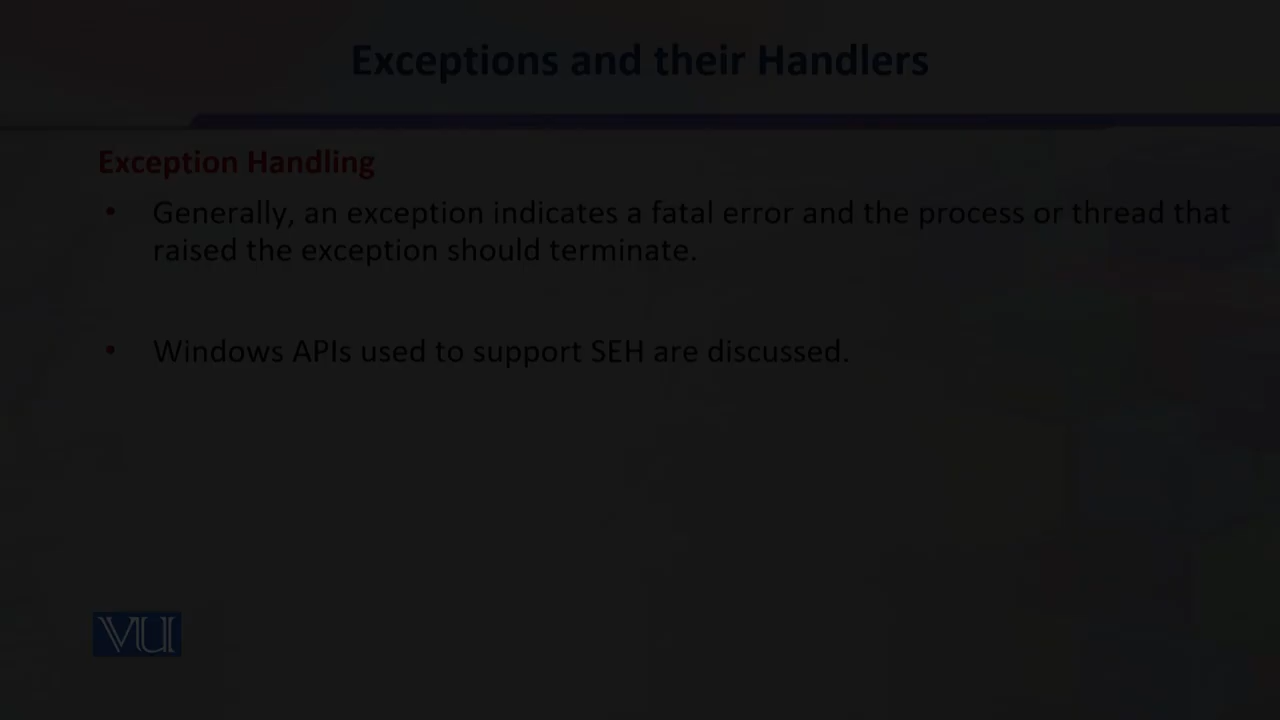 Exceptions and their Handlers
Exception Handling
• Generally, an exception indicates a fatal error and the process or thread that
raised the exception should terminate.
• Windows APIs used to support SEH are discussed.
VU